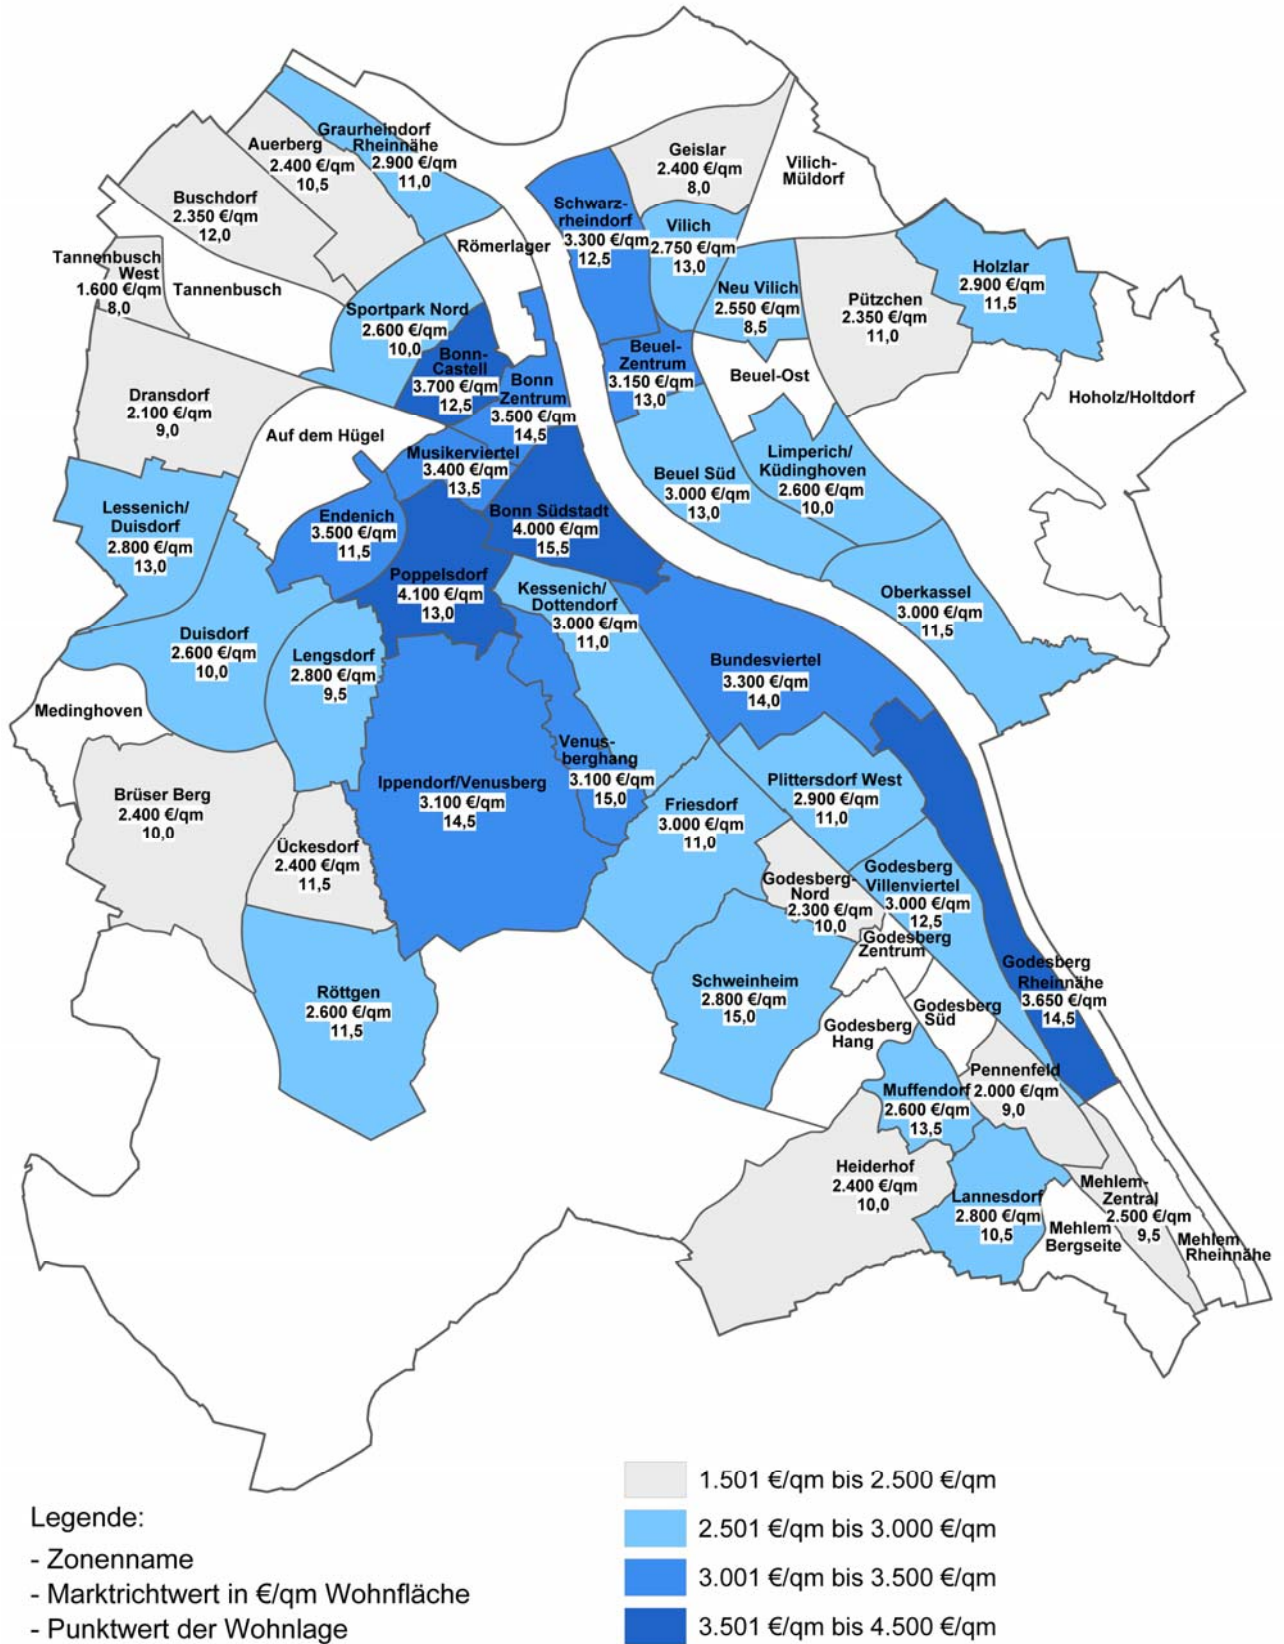 Graurheindorf
Rheinnähe
2.900 €/qm
11,0
Auerberg
2.400 €/qm
10,5
Buschdorf
2.350 €/qm
12,0
Geislar
2.400 €/qm
8,0
Vilich-
Müldorf
Schwarz-
rheindorf
3.300 €/qm
12,5
Vilich
2.750 €/qm
13,0
Römerlager
Tannenbusch
West
1.600 €/qm
8,0
Tannenbusch
Neu Vilich
2.550 €/qm
8,5
Pützchen
2.350 €/qm
11,0
Holzlar
2.900 €/qm
11,5
Sportpark Nord
2.600 €/qm
10,0
Bonn-
Castell
3.700 €/qm
12,5
Bonn
Zentrum
3.500 €/qm
14,5
Beuel-
Zentrum
3.150 €/qm
13,0
Beuel-Ost
Hoholz/Holtdorf
Dransdorf
2.100 €/qm
9,0
Auf dem Hügel
Musikerviertel
3.400 €/qm
13,5
Beuel Süd
3.000 €/qm
13,0
Limperich/
Küdinghoven
2.600 €/qm
10,0
Lessenich/
Duisdorf
2.800 €/qm
13,0
Endenich
3.500 €/qm
11,5
Bonn Südstadt
4.000 €/qm
15,5
Poppelsdorf
4.100 €/qm
13,0
Kessenich/
Dottendorf
3.000 €/qm
11,0
Oberkassel
3.000 €/qm
11,5
Duisdorf
2.600 €/qm
10,0
Lengsdorf
2.800 €/qm
9,5
Bundesviertel
3.300 €/qm
14,0
Medinghoven
Venus-
berghang
3.100 €/qm
15,0
Ippendorf/Venusberg
3.100 €/qm
14,5
Plittersdorf West
2.900 €/qm
11,0
Brüser Berg
2.400 €/qm
10,0
Friesdorf
3.000 €/qm
11,0
Ückesdorf
2.400 €/qm
11,5
Godesberg-
Nord
2.300 €/qm
10,0
Godesberg
Villenviertel
3.000 €/qm
12,5
Godesberg
Zentrum
Godesberg
Rheinnähe
3.650 €/qm
14,5
Röttgen
2.600 €/qm
11,5
Schweinheim
2.800 €/qm
15,0
Godesberg
Süd
Godesberg
Hang
Pennenfeld
2.000 €/qm
9,0
Muffendorf
2.600 €/qm
13,5
Heiderhof
2.400 €/qm
10,0
Lannesdorf
2.800 €/qm
10,5
Mehlem-
Zentral
2.500 €/qm
9,5
Mehlem
Bergseite
Mehlem
Rheinnähe
Legende:
- Zonenname
- Marktrichtwert in €/qm Wohnfläche
- Punktwert der Wohnlage
1.501 €/qm bis 2.500 €/qm
2.501 €/qm bis 3.000 €/qm
3.001 €/qm bis 3.500 €/qm
3.501 €/qm bis 4.500 €/qm